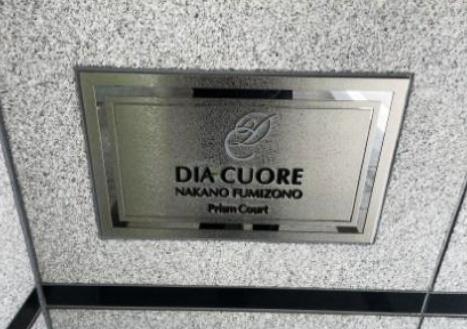 DIA CUORE
NAKANO FUMIZONO
Prism Court